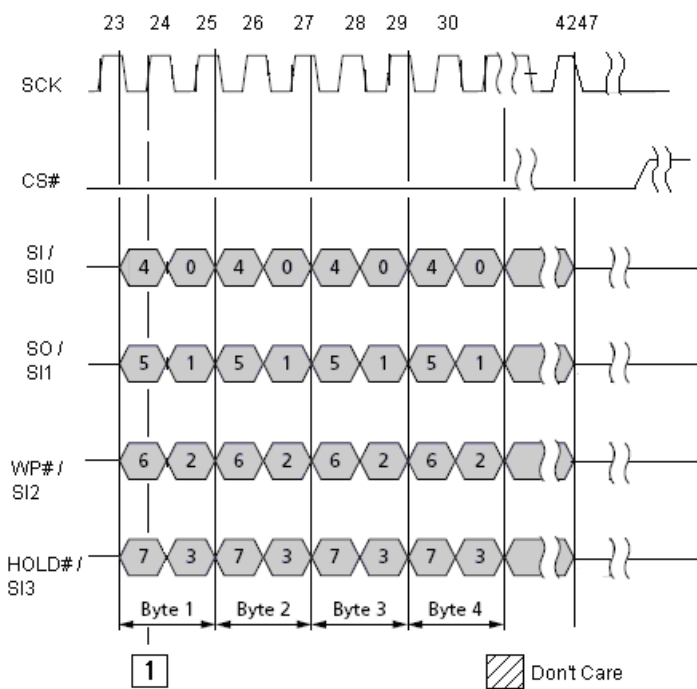 23 24 25 26 27 28 29 30 4247
SCK
CS#
SI /
SI0
4 0 4 0 4 0 4 0
SO /
SI1
5 1 5 1 5 1 5 1
WP# /
SI2
6 2 6 2 6 2 6 2
HOLD# /
SI3
7 3 7 3 7 3 7 3
Byte 1 Byte 2 Byte 3 Byte 4
1
Don't Care